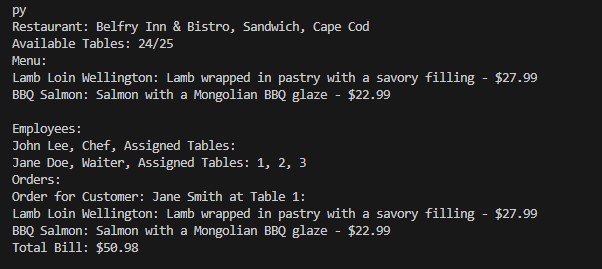 py
Restaurant: Belfry Inn & Bistro, Sandwich, Cape Cod
Available Tables: 24/25
Menu:
Lamb Loin Wellington: Lamb wrapped in pastry with a savory filling - $27.99
BBQ Salmon: Salmon with a Mongolian BBQ glaze - $22.99

Employees:
John Lee, Chef, Assigned Tables:
Jane Doe, Waiter, Assigned Tables: 1, 2, 3
Orders:
Order for Customer: Jane Smith at Table 1:
Lamb Loin Wellington: Lamb wrapped in pastry with a savory filling - $27.99
BBQ Salmon: Salmon with a Mongolian BBQ glaze - $22.99
Total Bill: $50.98